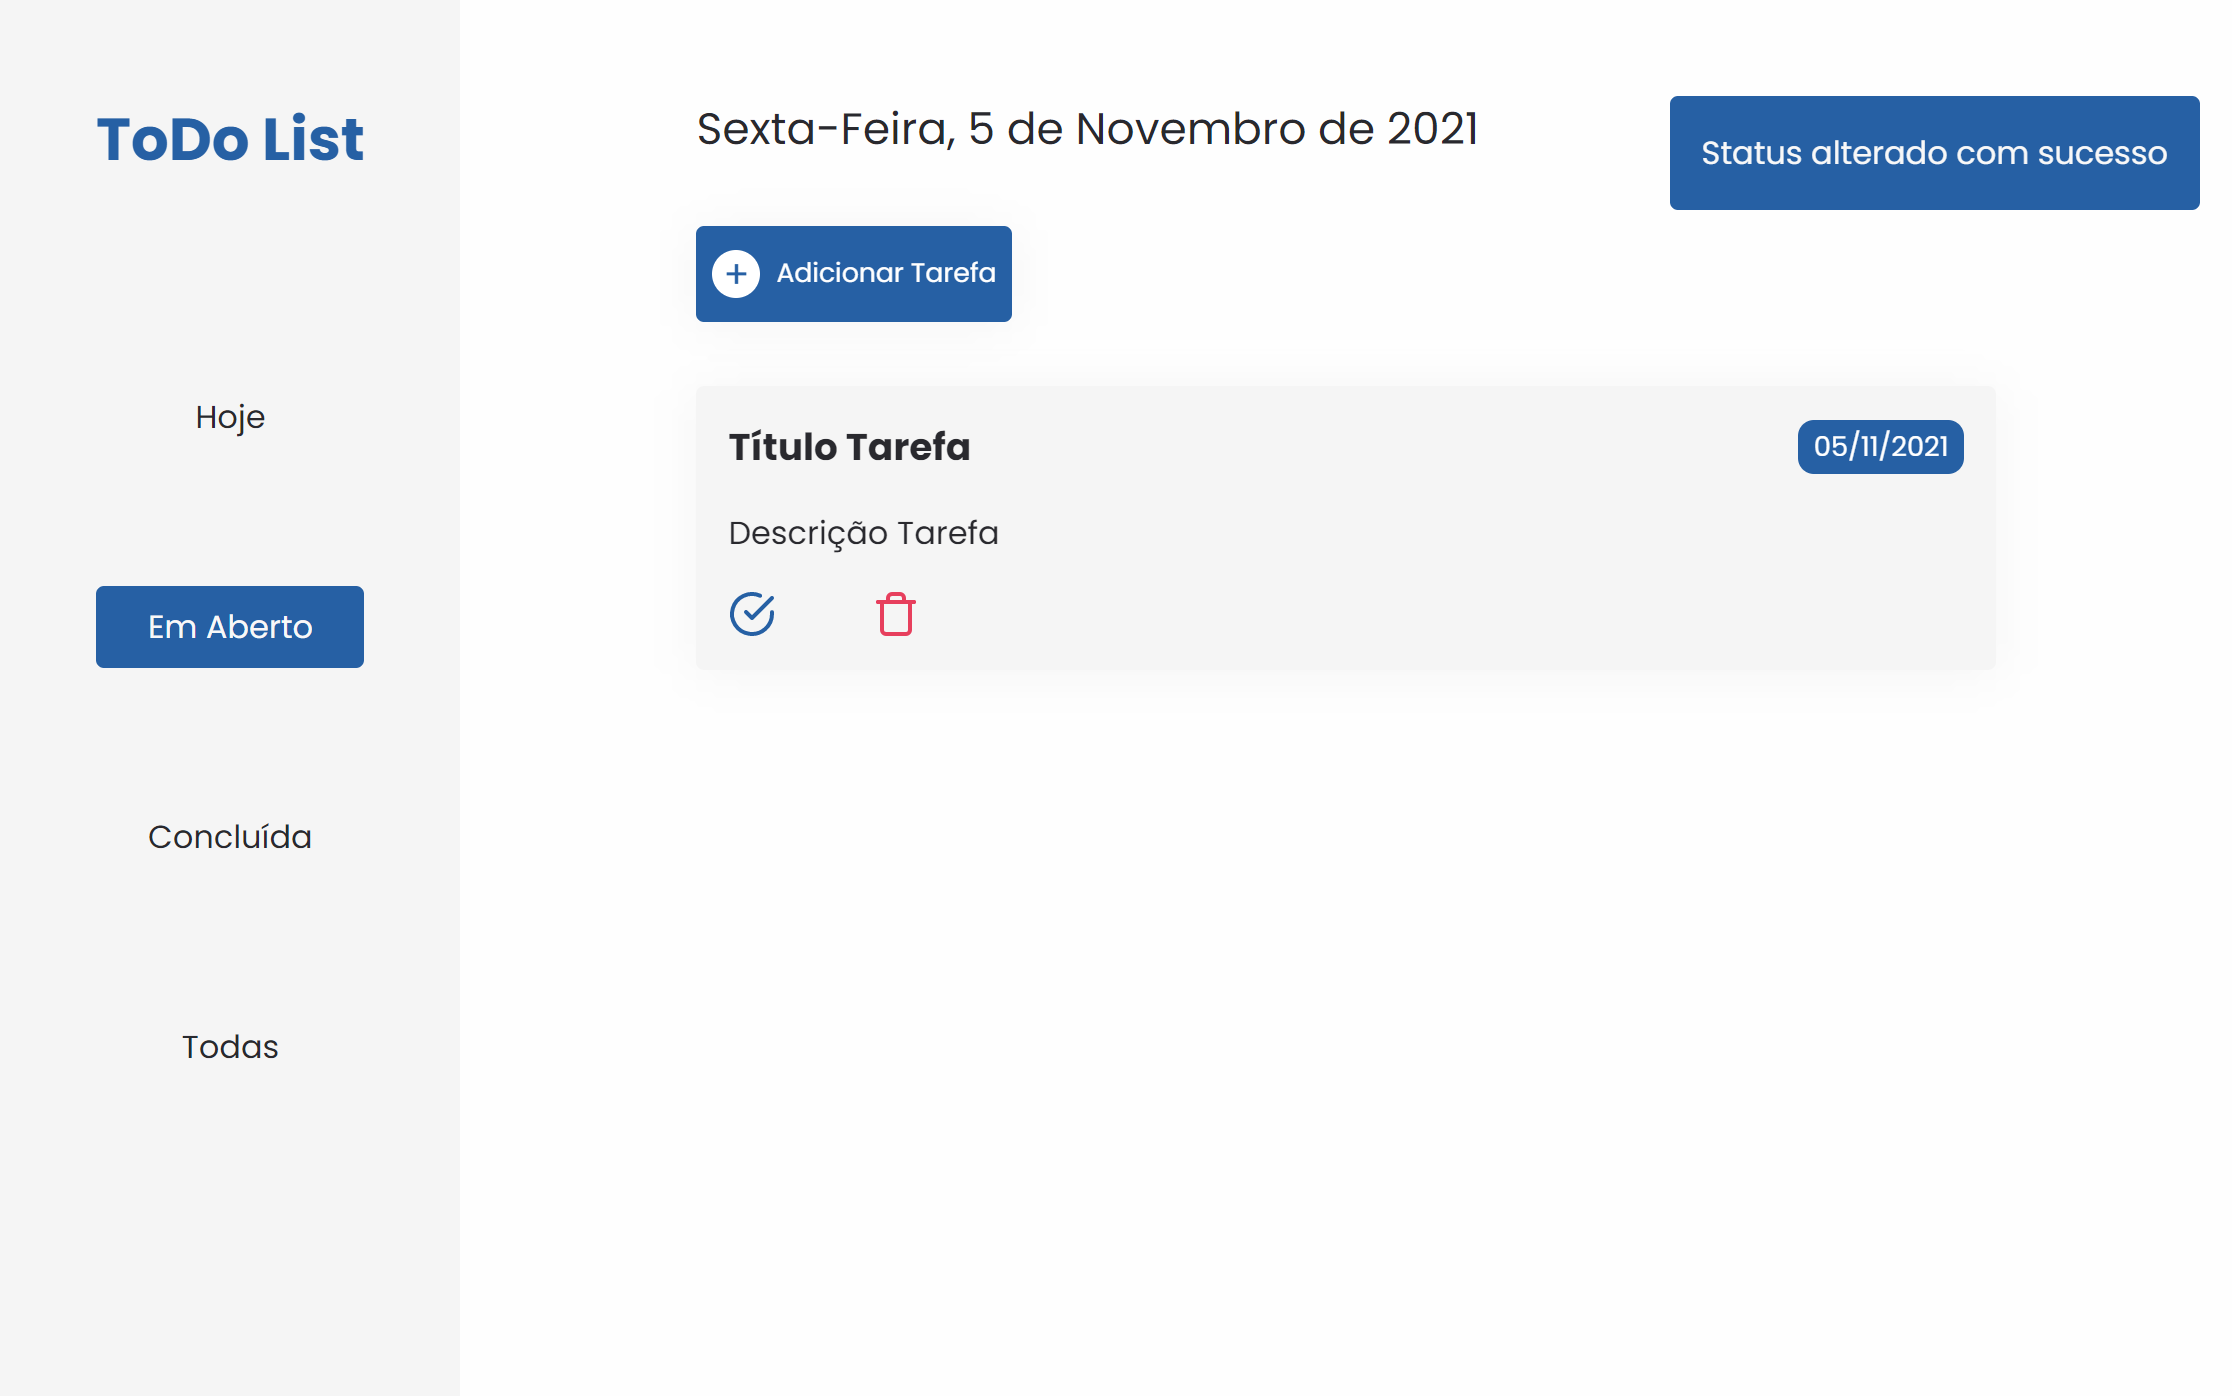 ToDo List
Hoje
Em Aberto
Concluída
Todas
Sexta-Feira, 5 de Novembro de 2021
Status alterado com sucesso
Adicionar Tarefa
Título Tarefa
05/11/2021
Descrição Tarefa